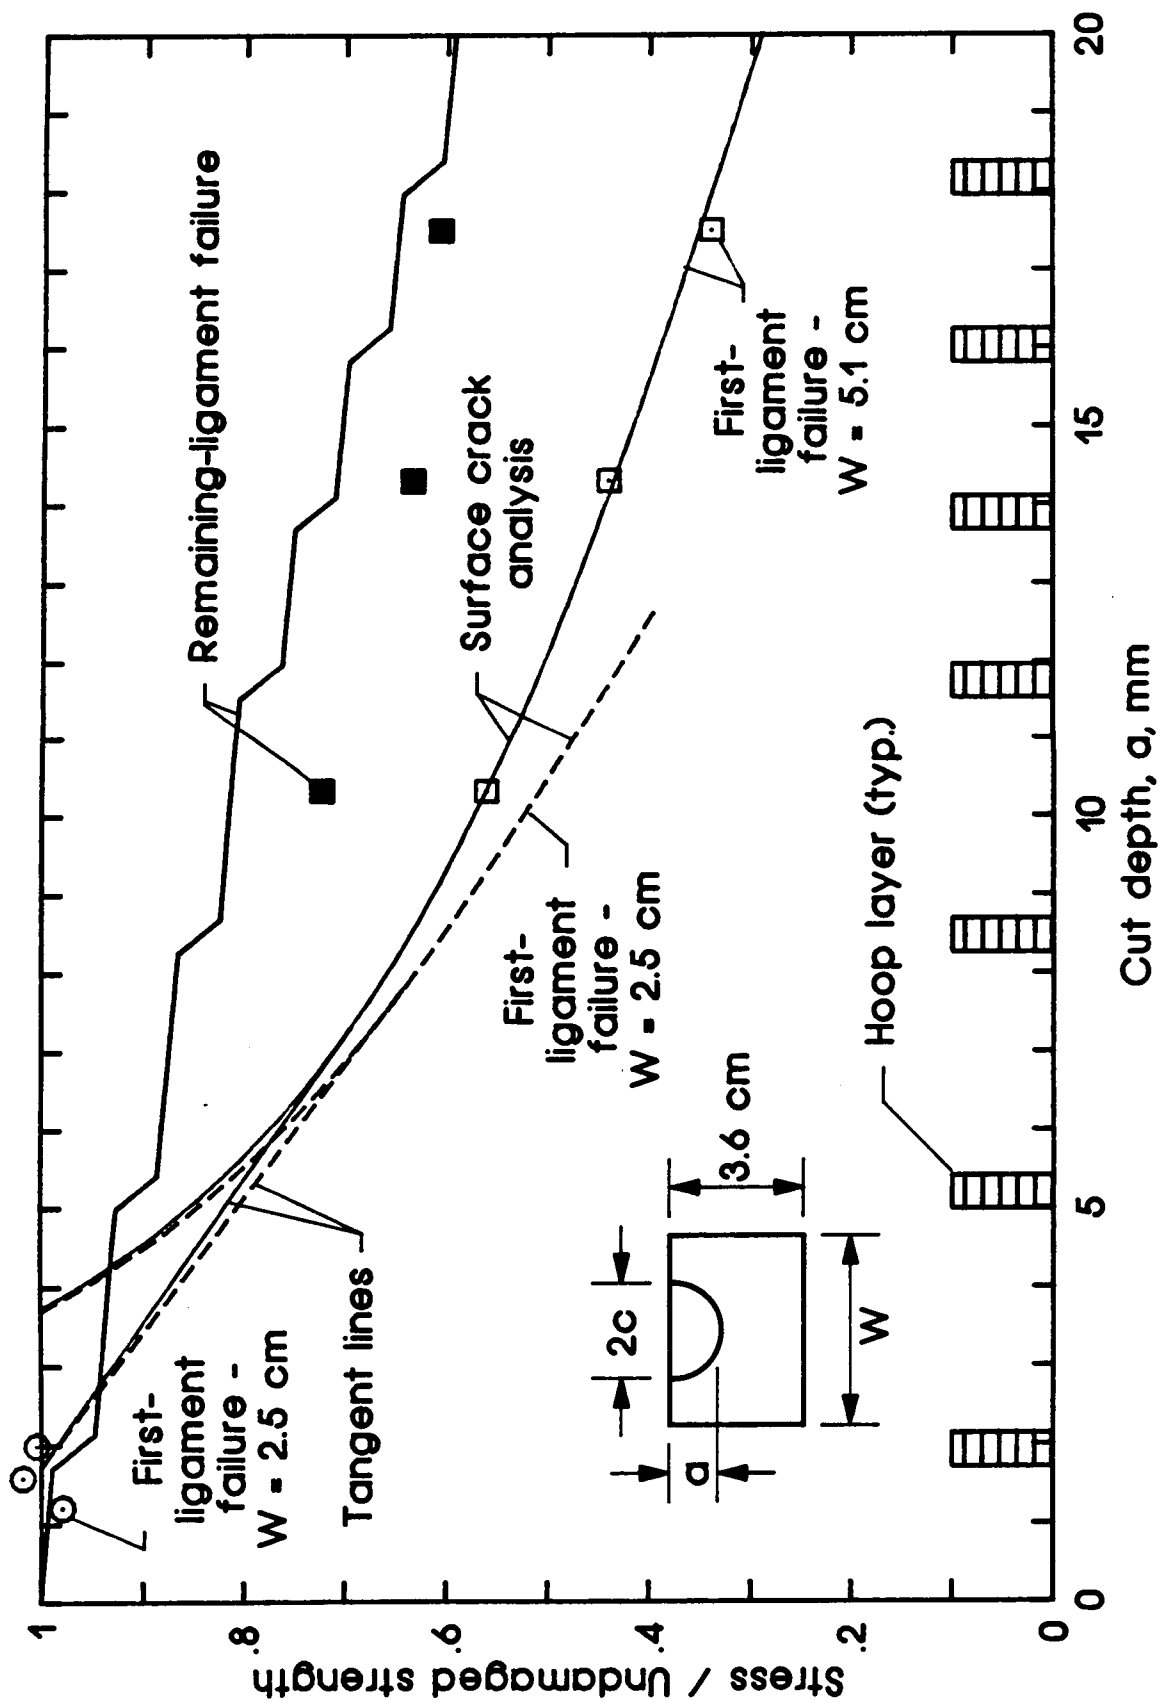 Stress / Undamaged strength
1
.8
.6
.4
.2
0
0
5
10
15
20
Cut depth, a, mm
First-
ligament
failure -
W = 2.5 cm
Tangent lines
Remaining-ligament failure
Surface crack
analysis
First-
ligament
failure -
W = 2.5 cm
First-
ligament
failure -
W = 5.1 cm
Hoop layer (typ.)
2c
a
W
3.6 cm